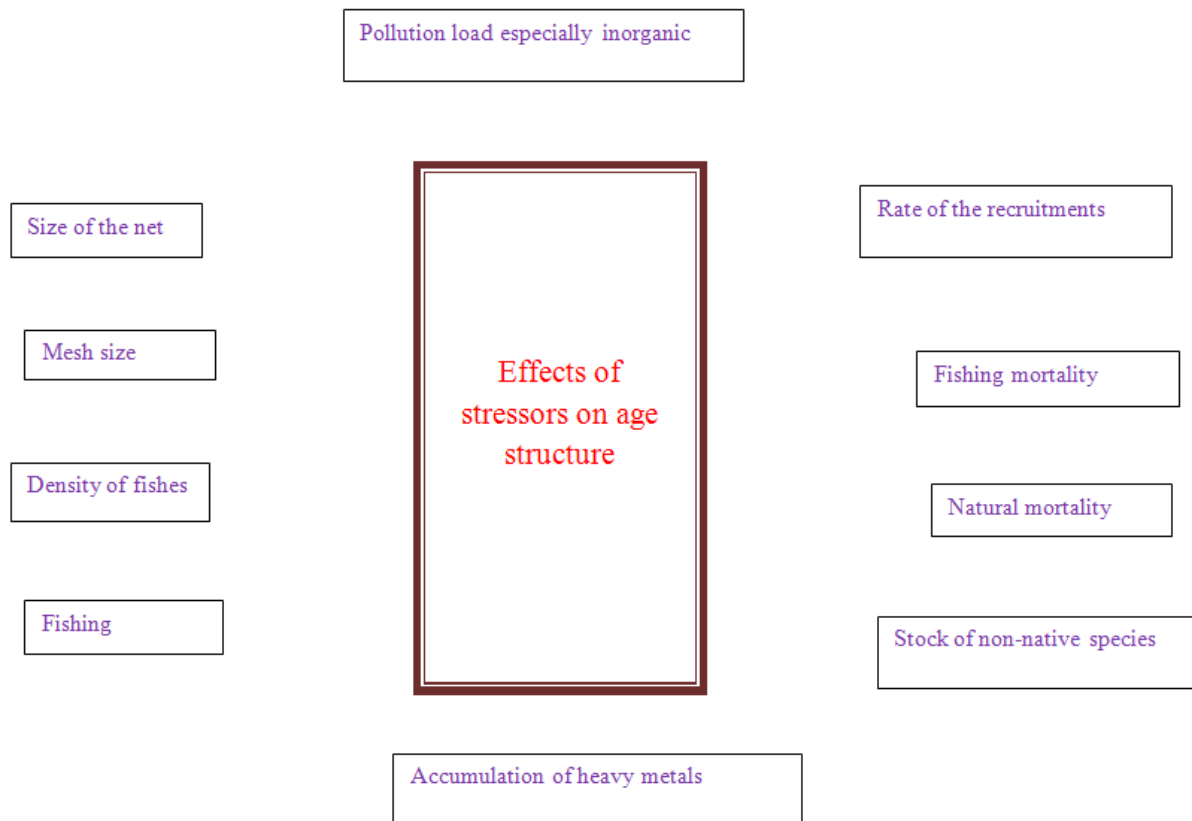 Pollution load especially inorganic
Size of the net
Rate of the recruitments
Mesh size
Fishing mortality
Effects of
stressors on age
structure
Density of fishes
Natural mortality
Fishing
Stock of non-native species
Accumulation of heavy metals